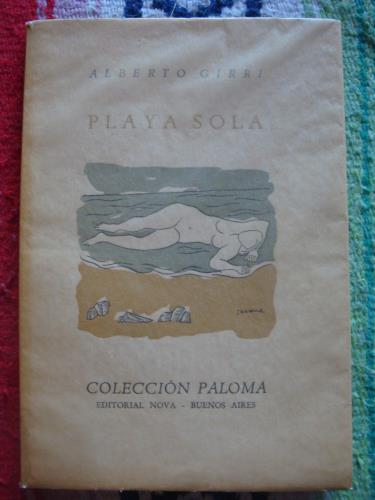 ALBERTO GIRRI
PLAYA SOLA
COLECCIÓN PALOMA
EDITORIAL NOVA - BUENOS AIRES